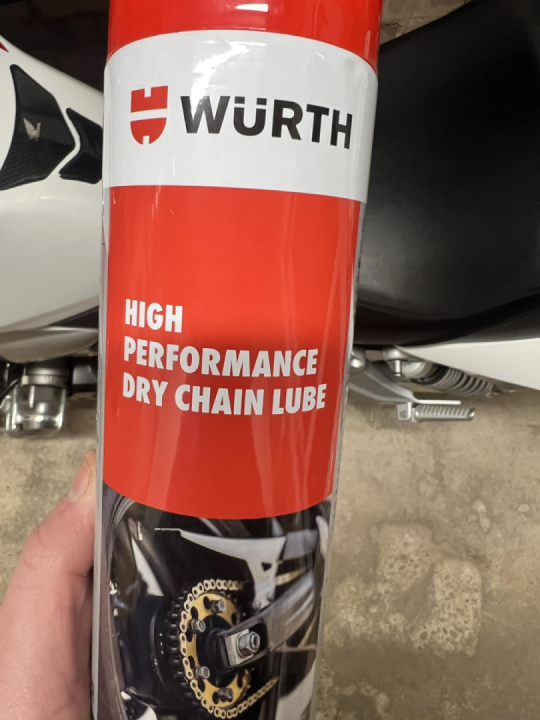 WÜRTH
HIGH
PERFORMANCE
DRY CHAIN LUBE